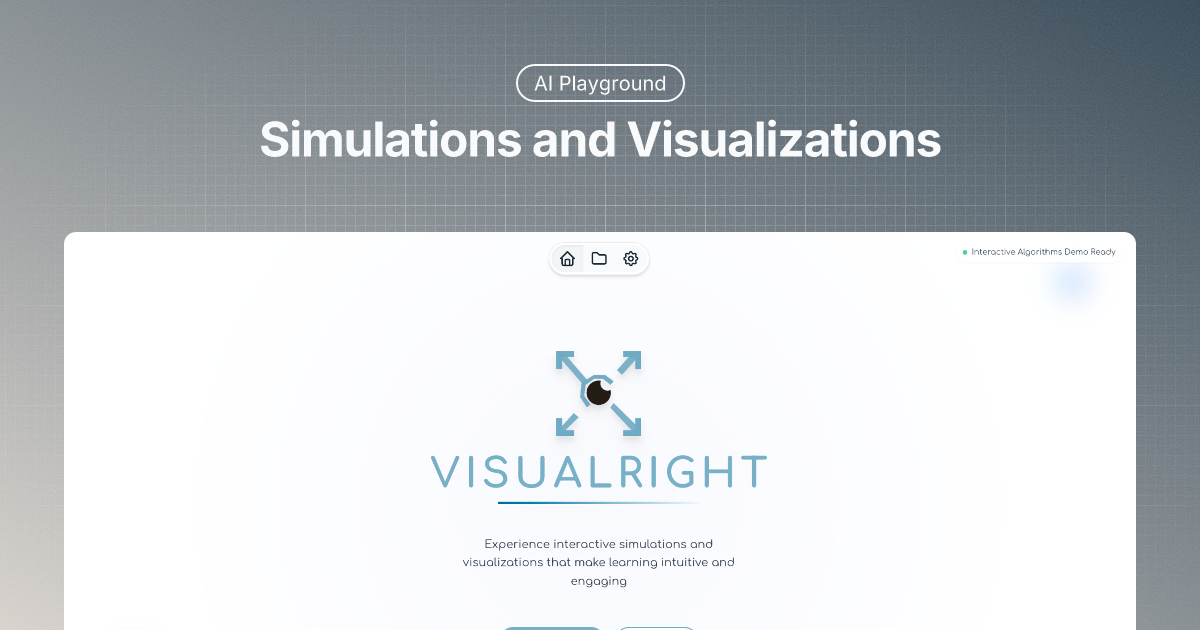 AI Playground
Simulations and Visualizations
Interactive Algorithms Demo Ready
VISUALRIGHT
Experience interactive simulations and
visualizations that make learning intuitive and
engaging